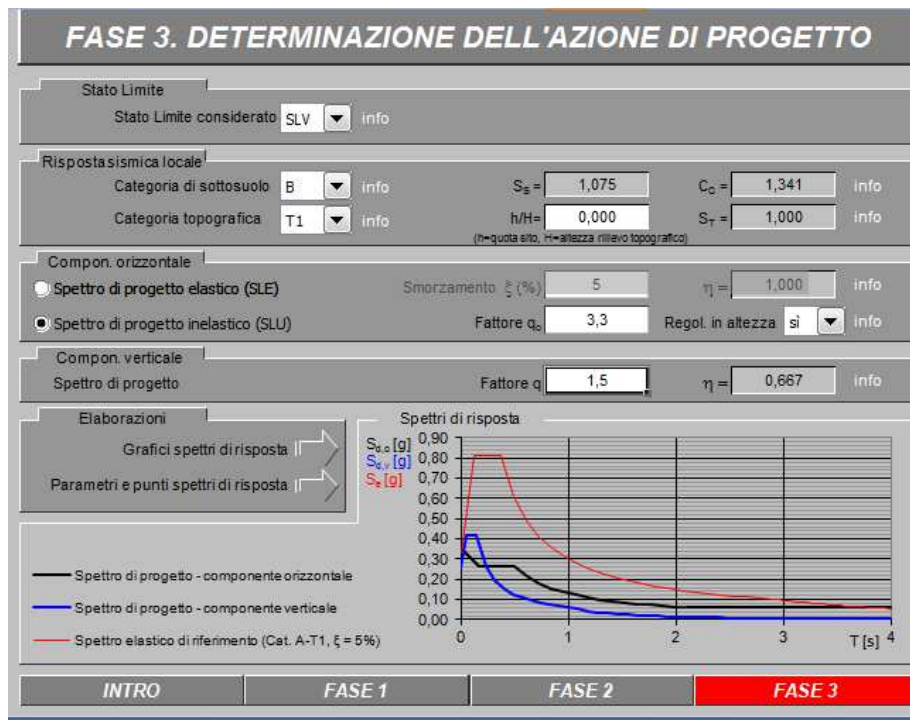 FASE 3. DETERMINAZIONE DELL'AZIONE DI PROGETTO
Stato Limite
Stato Limite considerato SLV info
Risposta sismica locale
Categoria di sottosuolo B info
S_S = 1,075 C_C = 1,341 info
Categoria topografica T1 info
h/H= 0,000 S_T = 1,000 info
(h=quota sito, H=altezza rilievo topografico)
Compon. orizzontale
Spettro di progetto elastico (SLE) Smorzamento ξ (%) 5 η = 1,000 info
Spettro di progetto inelastico (SLU) Fattore q_o 3,3 Regol. in altezza sì info
Compon. verticale
Spettro di progetto Fattore q 1,5 η = 0,667 info
Elaborazioni
Grafici spettri di risposta
Parametri e punti spettri di risposta
Spettri di risposta
S_d,o [g]
S_d,v [g]
S_e [g]
0,90
0,80
0,70
0,60
0,50
0,40
0,30
0,20
0,10
0,00
0 1 2 3 4
T [s]
Spettro di progetto - componente orizzontale
Spettro di progetto - componente verticale
Spettro elastico di riferimento (Cat. A-T1, ξ = 5%)
INTRO FASE 1 FASE 2 FASE 3